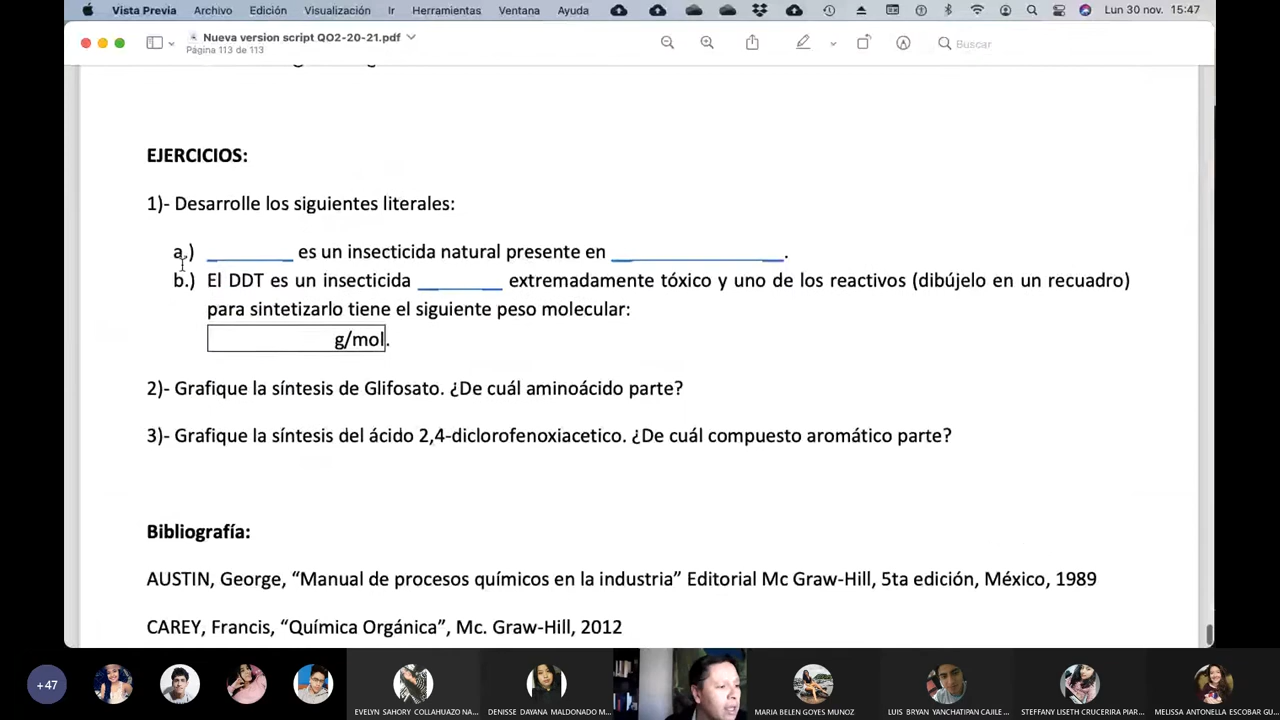 Vista Previa Archivo Edición Visualización Ir Herramientas Ventana Ayuda Lun 30 nov. 15:47
Nueva version script QO2-20-21.pdf
Página 113 de 113
Buscar
EJERCICIOS:
1)- Desarrolle los siguientes literales:
a.) ________ es un insecticida natural presente en ________________.
b.) El DDT es un insecticida ________ extremadamente tóxico y uno de los reactivos (dibújelo en un recuadro)
para sintetizarlo tiene el siguiente peso molecular:
g/mol.
2)- Grafique la síntesis de Glifosato. ¿De cuál aminoácido parte?
3)- Grafique la síntesis del ácido 2,4-diclorofenoxiacetico. ¿De cuál compuesto aromático parte?
Bibliografía:
AUSTIN, George, “Manual de procesos químicos en la industria” Editorial Mc Graw-Hill, 5ta edición, México, 1989
CAREY, Francis, “Química Orgánica”, Mc. Graw-Hill, 2012
+47
EVELYN SAHORY COLLAHUAZO NA...
DENISSE DAYANA MALDONADO M...
MARIA BELEN GOYES MUNOZ
LUIS BRYAN YANCHATIPAN CAJILE...
STEFFANY LISETH CRUCERIRA PIAR...
MELISSA ANTONELLA ESCOBAR GU...